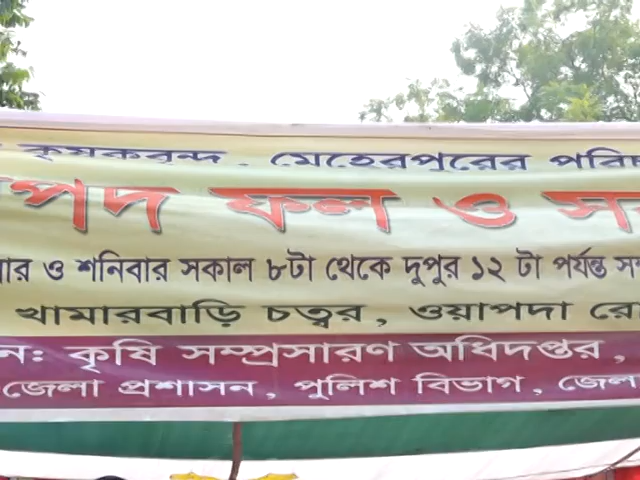 কৃষকবৃন্দ , মেহেরপুরের
পদ ফল ও
ও শনিবার সকাল ৮টা থেকে দুপুর ১২ টা পর্যন্ত
খামারবাড়ি চত্বর, ওয়াপদা
নঃ কৃষি সম্প্রসারণ অধিদপ্তর,
জেলা প্রশাসন, পুলিশ বিভাগ, জেলা